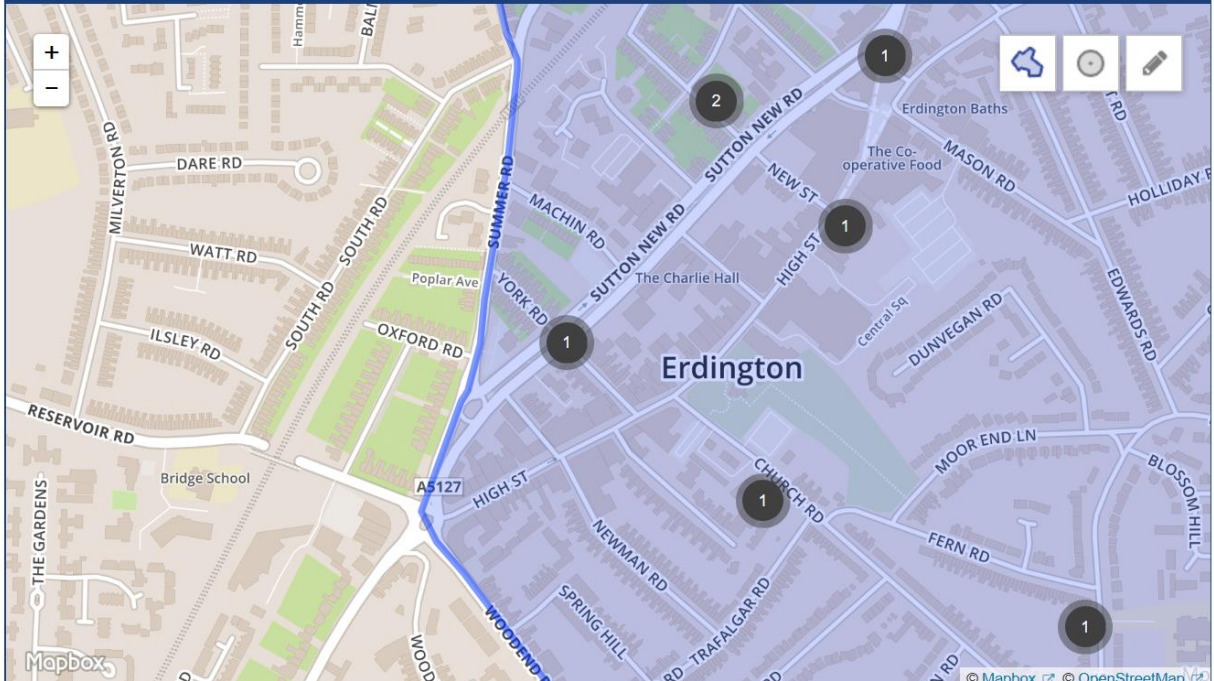 +
−
Hamm
BALI
MILVERTON RD
DARE RD
SOUTH RD
WATT RD
SOUTH RD
ILSLEY RD
Poplar Ave
OXFORD RD
RESERVOIR RD
Bridge School
THE GARDENS
A5127
SUMMER RD
MACHIN RD
YORK RD
SUTTON NEW RD
SUTTON NEW RD
1
2
Erdington Baths
The Co-
operative Food
MASON RD
HOLLIDAY
NEW ST
HIGH ST
1
The Charlie Hall
Central Sq
DUNVEGAN RD
EDWARDS RD
1
Erdington
MOOR END LN
BLOSSOM HILL
HIGH ST
CHURCH RD
1
NEWMAN RD
FERN RD
SPRING HILL
TRAFALGAR RD
WOODEND
WOOD
RD
1
Mapbox
© Mapbox © OpenStreetMap